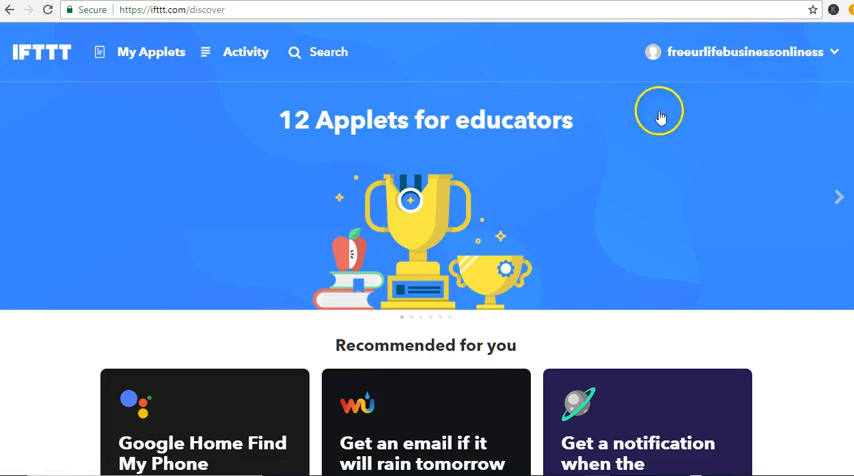 Secure https://ifttt.com/discover
IFTTT My Applets Activity Search freeurlifebusinessonliness
12 Applets for educators
Recommended for you
Google Home Find
My Phone
Get an email if it
will rain tomorrow
Get a notification
when the